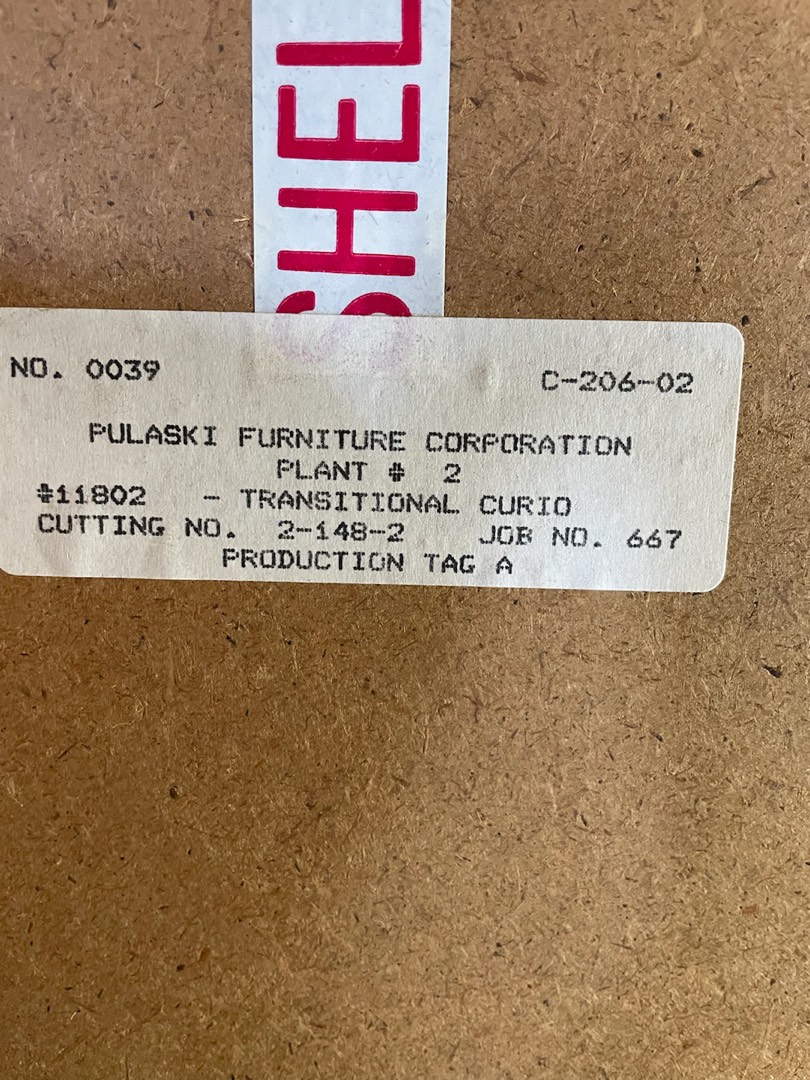 SHEL
NO. 0039 C-206-02
PULASKI FURNITURE CORPORATION
PLANT # 2
#11802 - TRANSITIONAL CURIO
CUTTING NO. 2-148-2 JOB NO. 667
PRODUCTION TAG A